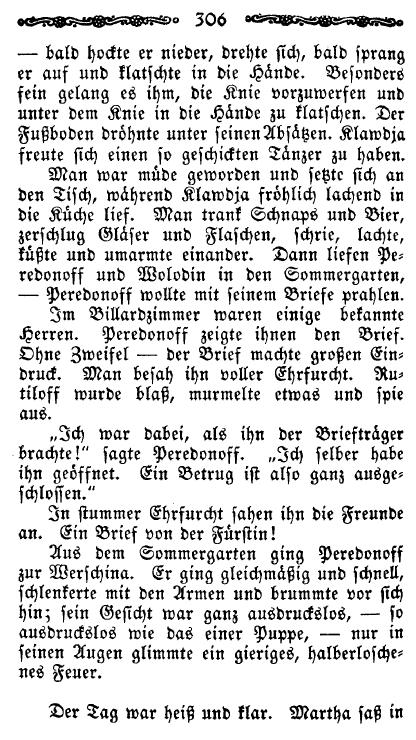 306
— bald hockte er nieder, drehte sich, bald sprang
er auf und klatschte in die Hände. Besonders
fein gelang es ihm, die Knie vorzuwerfen und
unter dem Knie in die Hände zu klatschen. Der
Fußboden dröhnte unter seinen Absätzen. Klawdja
freute sich einen so geschickten Tänzer zu haben.
Man war müde geworden und setzte sich an
den Tisch, während Klawdja fröhlich lachend in
die Küche lief. Man trank Schnaps und Bier,
zerschlug Gläser und Flaschen, schrie, lachte,
küßte und umarmte einander. Dann liefen Pe-
redonoff und Wolodin in den Sommergarten,
— Peredonoff wollte mit seinem Briefe prahlen.
Im Billardzimmer waren einige bekannte
Herren. Peredonoff zeigte ihnen den Brief.
Ohne Zweifel — der Brief machte großen Ein-
druck. Man besah ihn voller Ehrfurcht. Ru-
tiloff wurde blaß, murmelte etwas und spie
aus.
„Ich war dabei, als ihn der Briefträger
brachte!“ sagte Peredonoff. „Ich selber habe
ihn geöffnet. Ein Betrug ist also ganz ausge-
schlossen.“
In stummer Ehrfurcht sahen ihn die Freunde
an. Ein Brief von der Fürstin!
Aus dem Sommergarten ging Peredonoff
zur Werschina. Er ging gleichmäßig und schnell,
schlenkerte mit den Armen und brummte vor sich
hin; sein Gesicht war ganz ausdruckslos, — so
ausdruckslos wie das einer Puppe, — nur in
seinen Augen glimmte ein gieriges, halberlosche-
nes Feuer.
Der Tag war heiß und klar. Martha saß in